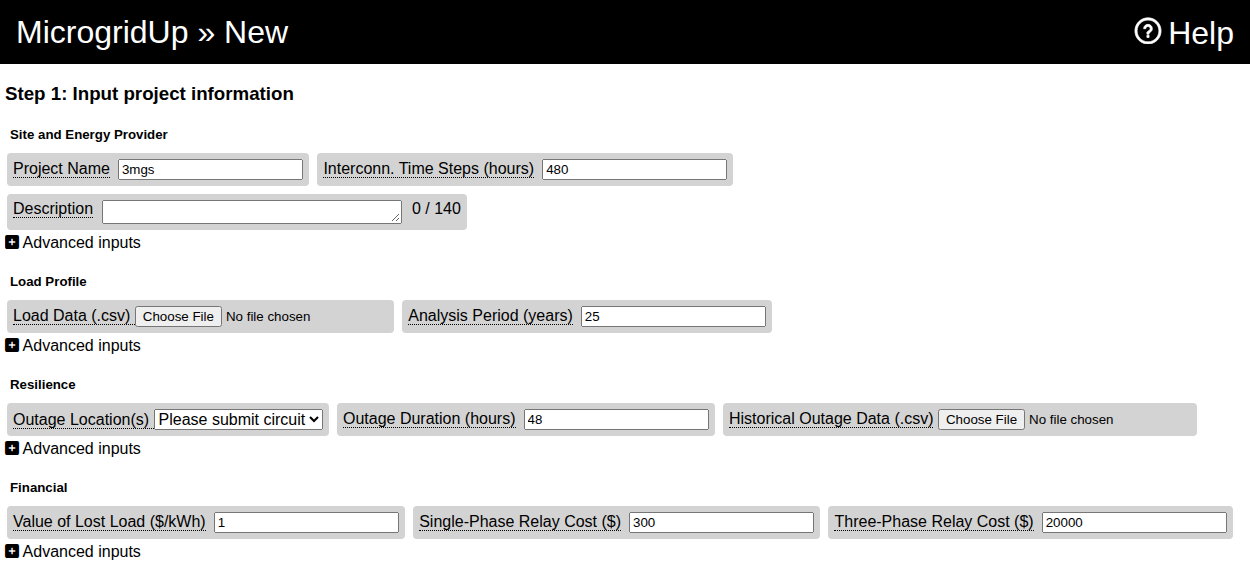 MicrogridUp » New
Help
Step 1: Input project information
Site and Energy Provider
Project Name 3mgs Interconn. Time Steps (hours) 480
Description 0 / 140
Advanced inputs
Load Profile
Load Data (.csv) Choose File No file chosen Analysis Period (years) 25
Advanced inputs
Resilience
Outage Location(s) Please submit circuit Outage Duration (hours) 48 Historical Outage Data (.csv) Choose File No file chosen
Advanced inputs
Financial
Value of Lost Load ($/kWh) 1 Single-Phase Relay Cost ($) 300 Three-Phase Relay Cost ($) 20000
Advanced inputs